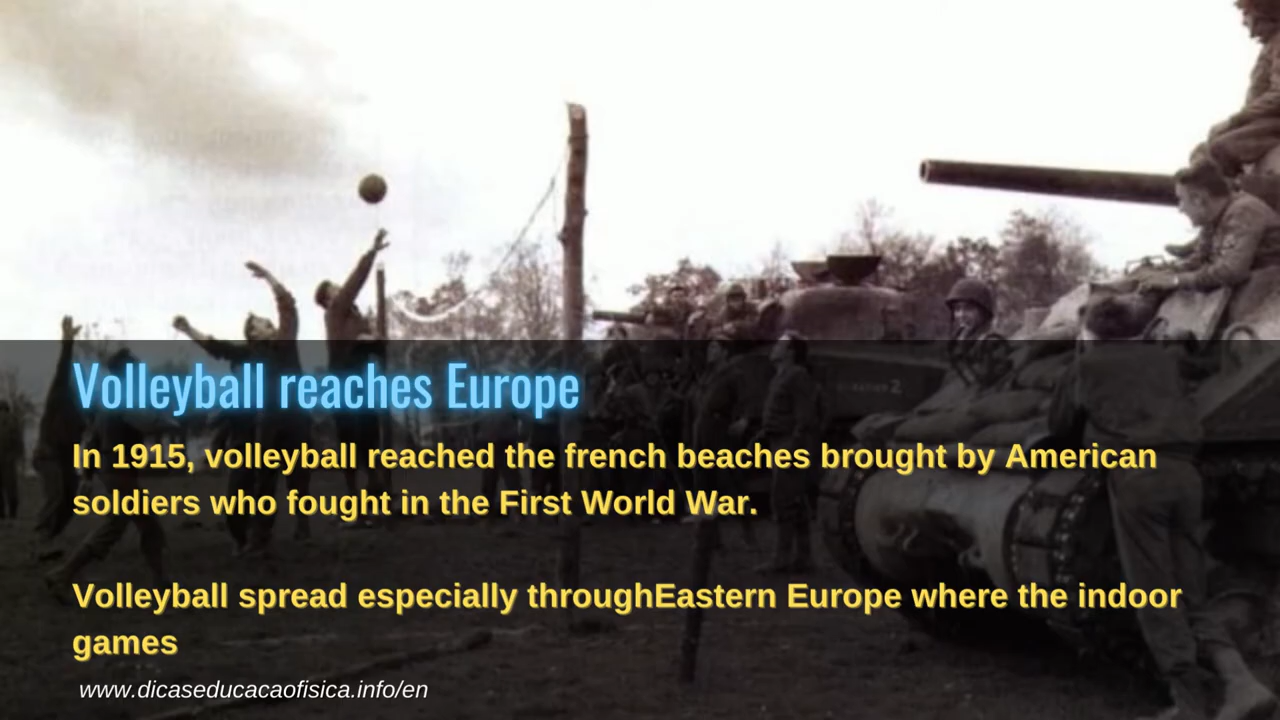 Volleyball reaches Europe
In 1915, volleyball reached the french beaches brought by American
soldiers who fought in the First World War.
Volleyball spread especially throughEastern Europe where the indoor
games
www.dicaseducacaofisica.info/en